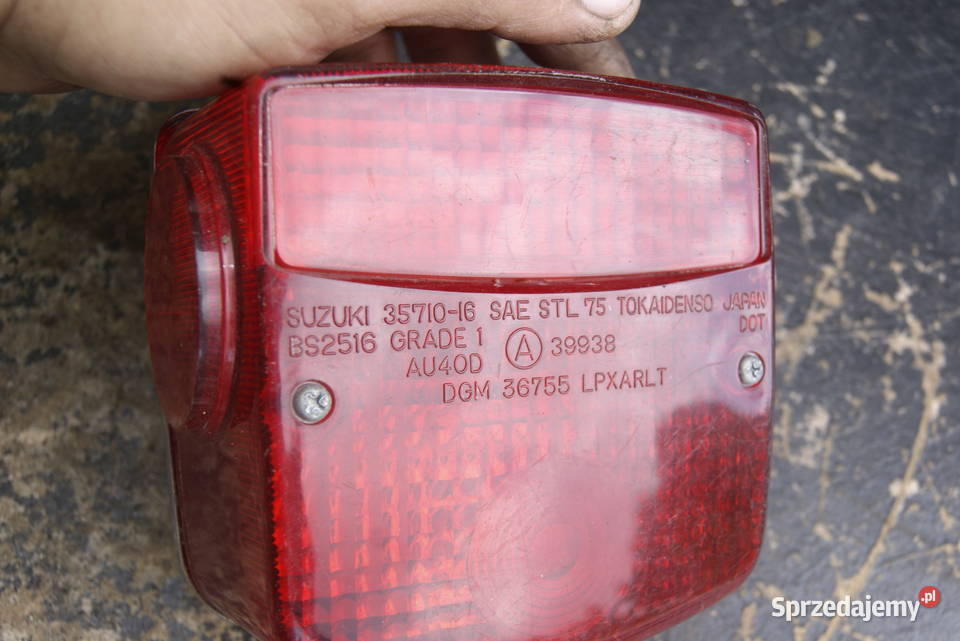 SUZUKI 35710-16 SAE STL 75 TOKAIDENSO JAPAN
DOT
BS2516 GRADE 1 A 39938
AU40D
DGM 36755 LPXARLT
Sprzedajemy.pl